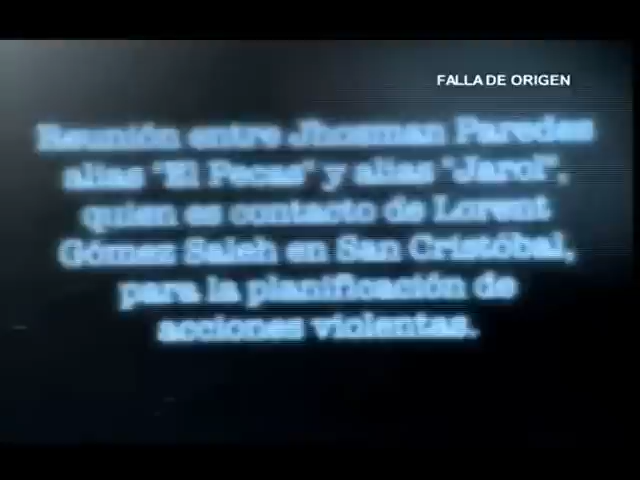 FALLA DE ORIGEN
Reunión entre Jhosman Paredes
alias "El Pecas" y alias "Jarol",
quien es contacto de Lorent
Gómez Saleh en San Cristóbal,
para la planificación de
acciones violentas.